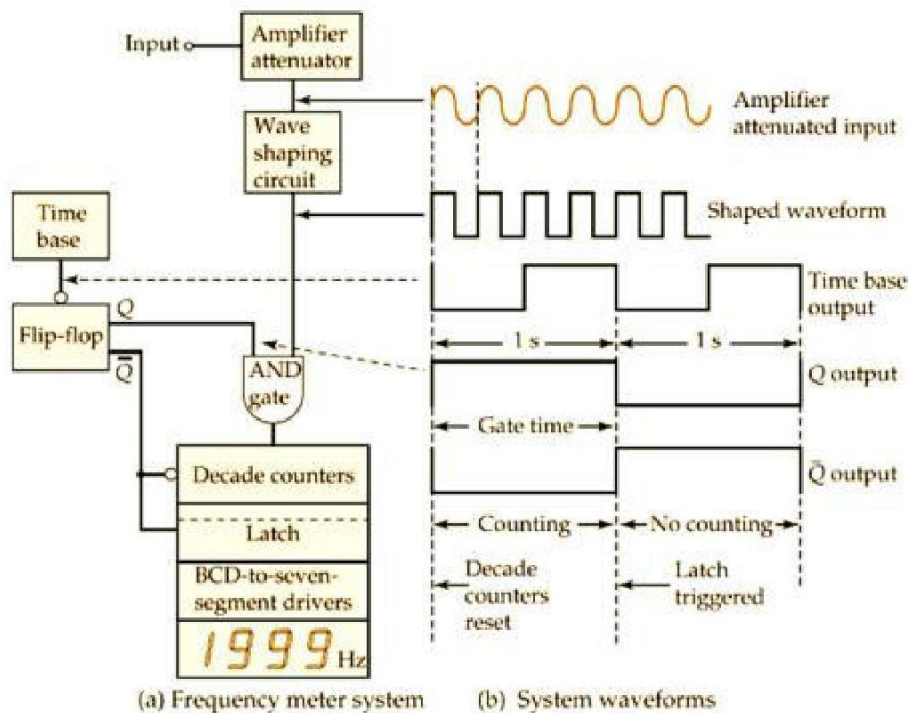 Input
Amplifier
attenuator
Wave
shaping
circuit
Time
base
Flip-flop
Q
Q̄
AND
gate
Decade counters
Latch
BCD-to-seven-
segment drivers
1999 Hz
(a) Frequency meter system
Amplifier
attenuated input
Shaped waveform
Time base
output
1 s
1 s
Q output
Gate time
Q̄ output
Counting
No counting
Decade
counters
reset
Latch
triggered
(b) System waveforms